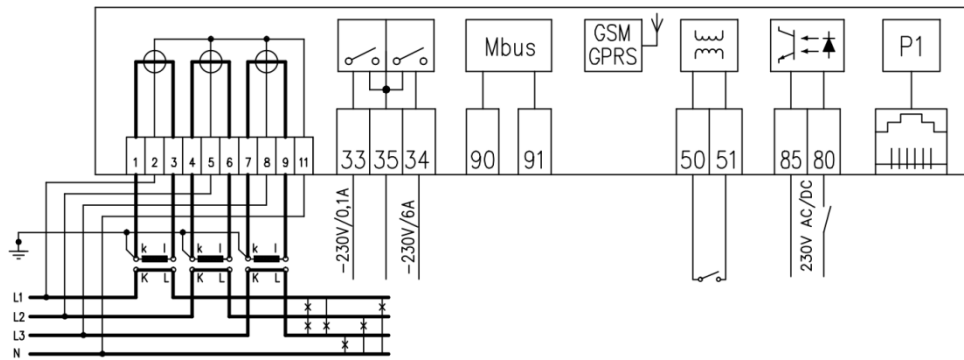 GSM
GPRS
Mbus
P1
1 2 3 4 5 6 7 8 9 11
33 35 34
90 91
50 51
85 80
~230V/0,1A
~230V/6A
230V AC/DC
k l k l k l
K L K L K L
L1
L2
L3
N